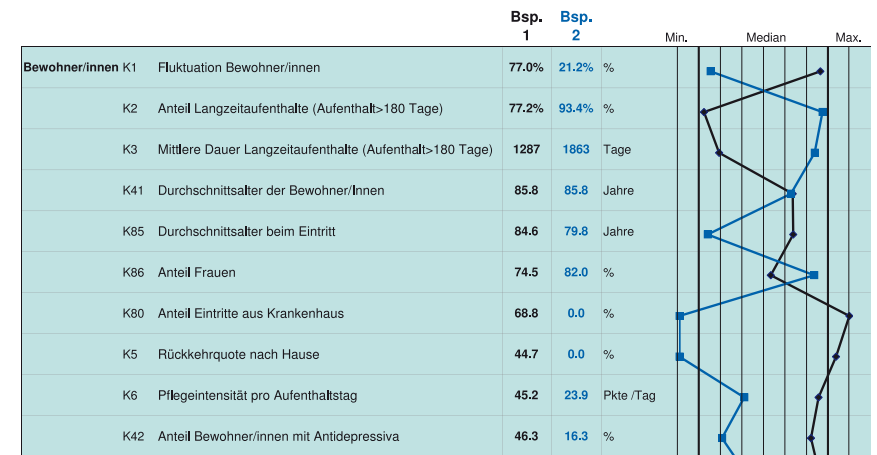 Bsp. Bsp.
1 2 Min. Median Max.
Bewohner/innen K1 Fluktuation Bewohner/innen 77.0% 21.2% %
K2 Anteil Langzeitaufenthalte (Aufenthalt>180 Tage) 77.2% 93.4% %
K3 Mittlere Dauer Langzeitaufenthalte (Aufenthalt>180 Tage) 1287 1863 Tage
K41 Durchschnittsalter der Bewohner/Innen 85.8 85.8 Jahre
K85 Durchschnittsalter beim Eintritt 84.6 79.8 Jahre
K86 Anteil Frauen 74.5 82.0 %
K80 Anteil Eintritte aus Krankenhaus 68.8 0.0 %
K5 Rückkehrquote nach Hause 44.7 0.0 %
K6 Pflegeintensität pro Aufenthaltstag 45.2 23.9 Pkte /Tag
K42 Anteil Bewohner/innen mit Antidepressiva 46.3 16.3 %